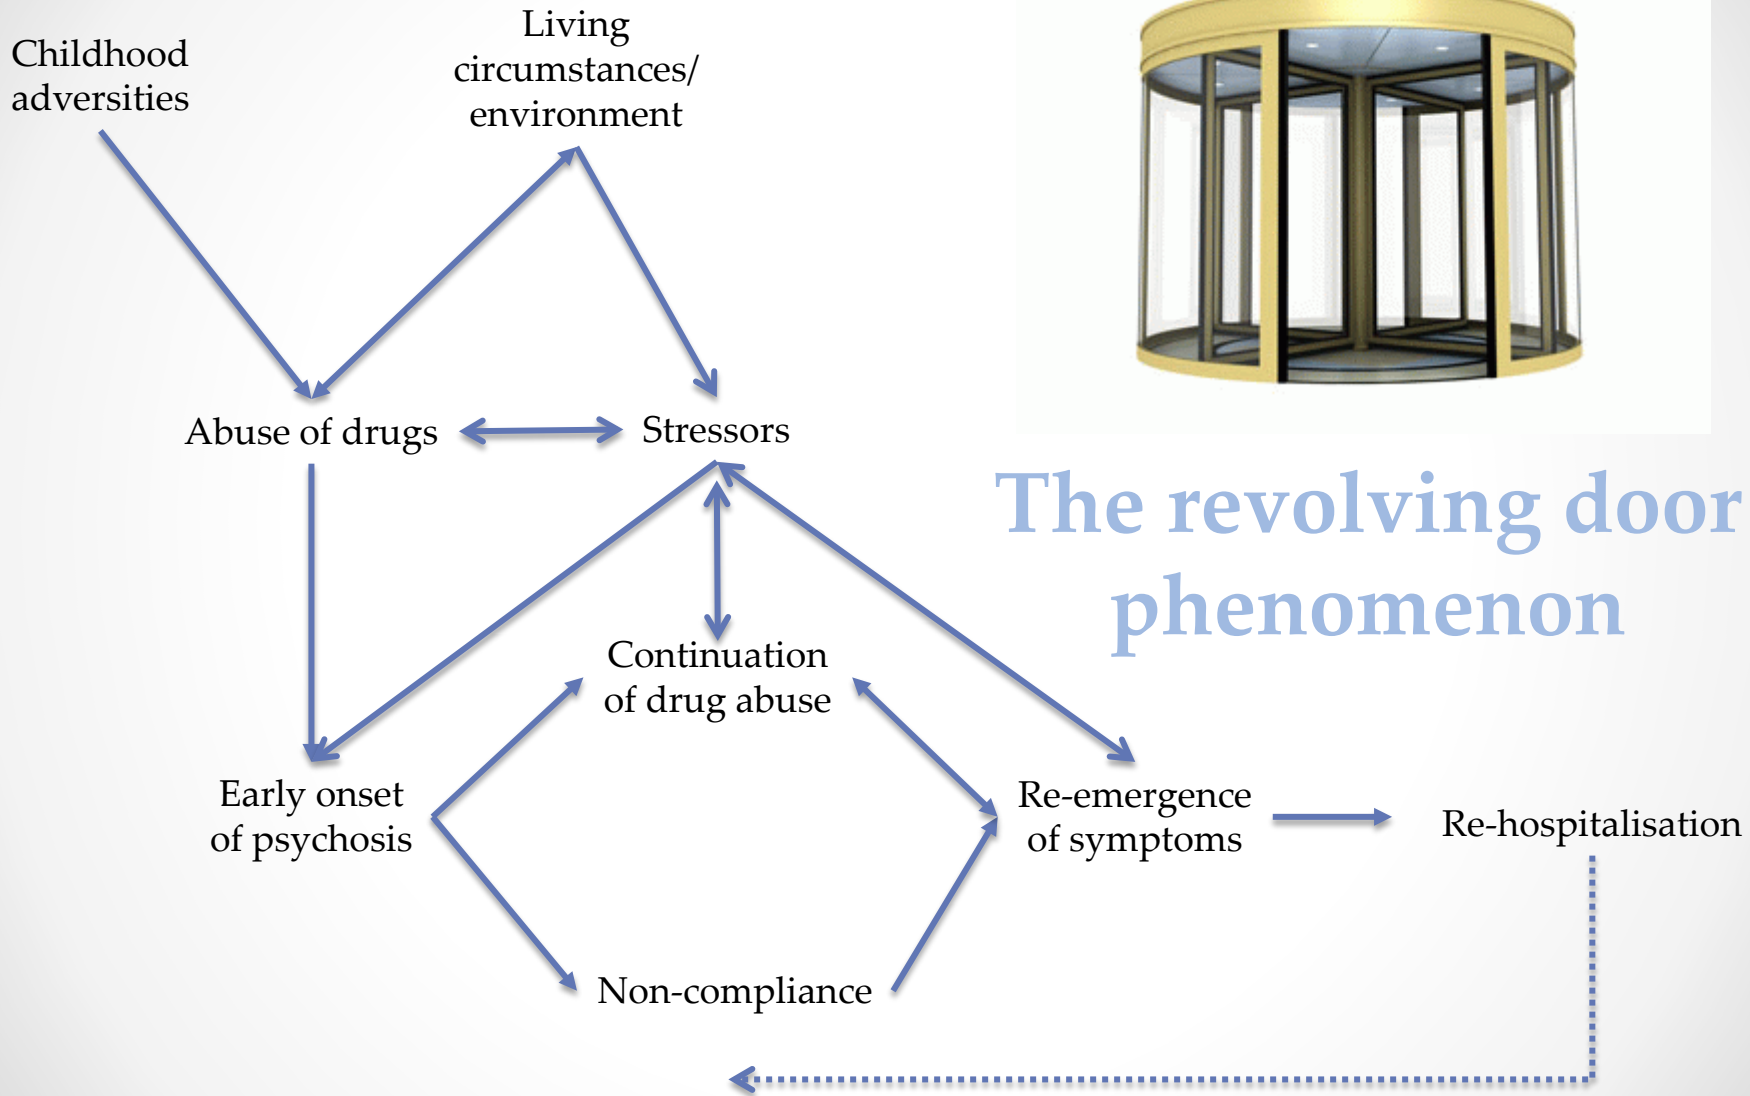 Childhood
adversities
Living
circumstances/
environment
Abuse of drugs
Stressors
The revolving door
phenomenon
Continuation
of drug abuse
Early onset
of psychosis
Re-emergence
of symptoms
Re-hospitalisation
Non-compliance